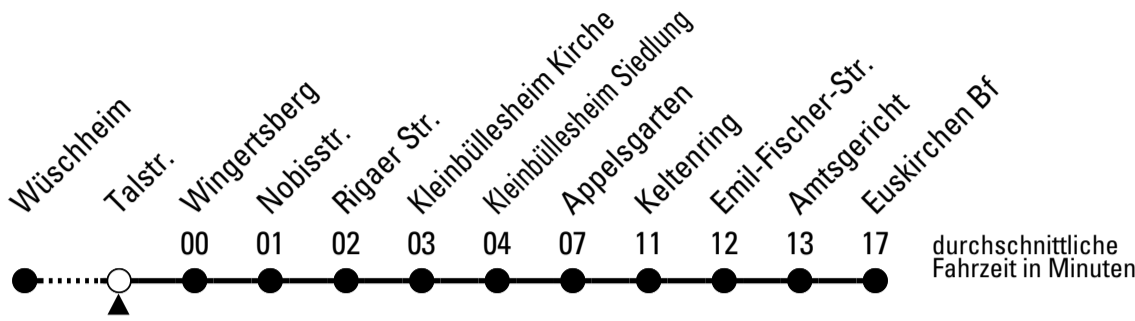 Wüschheim
Talstr.
Wingertsberg
Nobisstr.
Rigaer Str.
Kleinbüllesheim Kirche
Kleinbüllesheim Siedlung
Appelsgarten
Keltenring
Emil-Fischer-Str.
Amtsgericht
Euskirchen Bf
00 01 02 03 04 07 11 12 13 17
durchschnittliche
Fahrzeit in Minuten